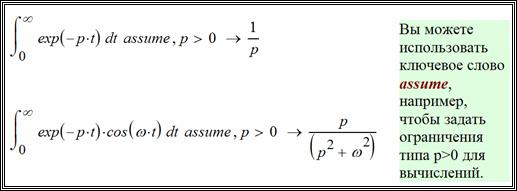 ∫₀^∞ exp(−p·t) dt assume, p > 0 → 1/p
∫₀^∞ exp(−p·t)·cos(ω·t) dt assume, p > 0 → p/(p² + ω²)
Вы можете
использовать
ключевое слово
assume,
например,
чтобы задать
ограничения
типа p>0 для
вычислений.